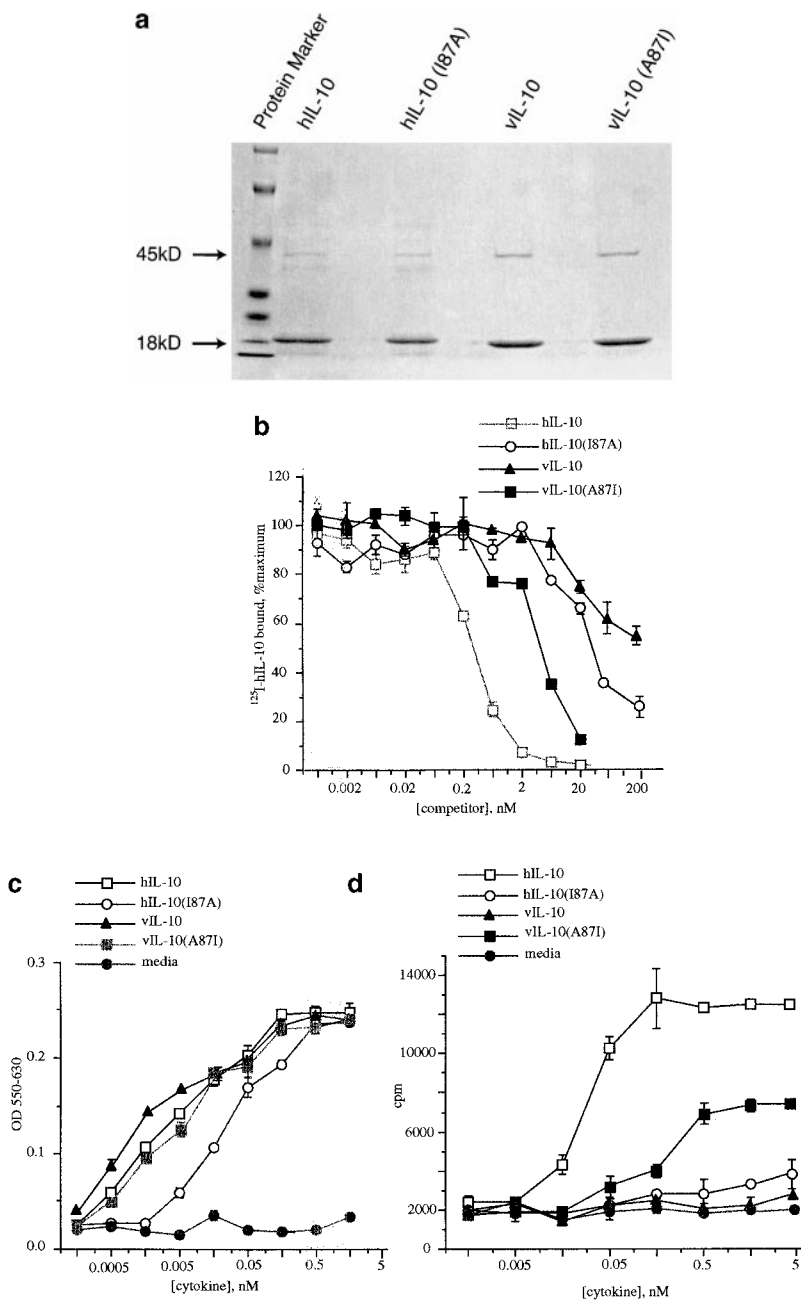 a
Protein Marker
hIL-10
hIL-10 (I87A)
vIL-10
vIL-10 (A87I)
45kD
18kD
b
hIL-10
hIL-10(I87A)
vIL-10
vIL-10(A87I)
120
100
80
60
40
20
0
125I-hIL-10 bound, %maximum
0.002
0.02
0.2
2
20
200
[competitor], nM
c
hIL-10
hIL-10(I87A)
vIL-10
vIL-10(A87I)
media
0.3
0.2
0.1
0.0
OD 550-630
0.0005
0.005
0.05
0.5
5
[cytokine], nM
d
hIL-10
hIL-10(I87A)
vIL-10
vIL-10(A87I)
media
14000
10000
6000
2000
0
cpm
0.005
0.05
0.5
5
[cytokine], nM